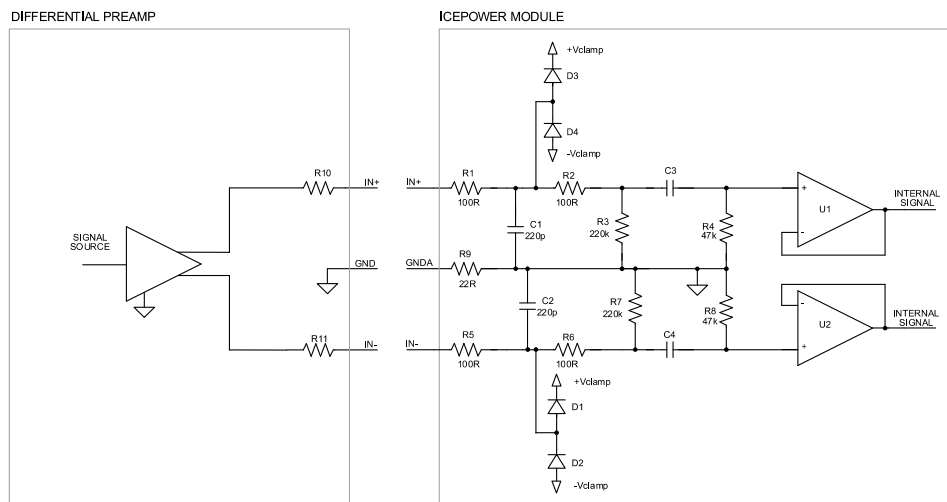 DIFFERENTIAL PREAMP
ICEPOWER MODULE
+Vclamp
D3
D4
-Vclamp
R10
IN+
IN+
R1
100R
R2
100R
C3
C1
220p
R3
220k
R4
47k
+
-
U1
INTERNAL
SIGNAL
SIGNAL
SOURCE
GND
GNDA
R9
22R
C2
220p
R7
220k
R8
47k
-
+
U2
INTERNAL
SIGNAL
R11
IN-
IN-
R5
100R
R6
100R
C4
+Vclamp
D1
D2
-Vclamp